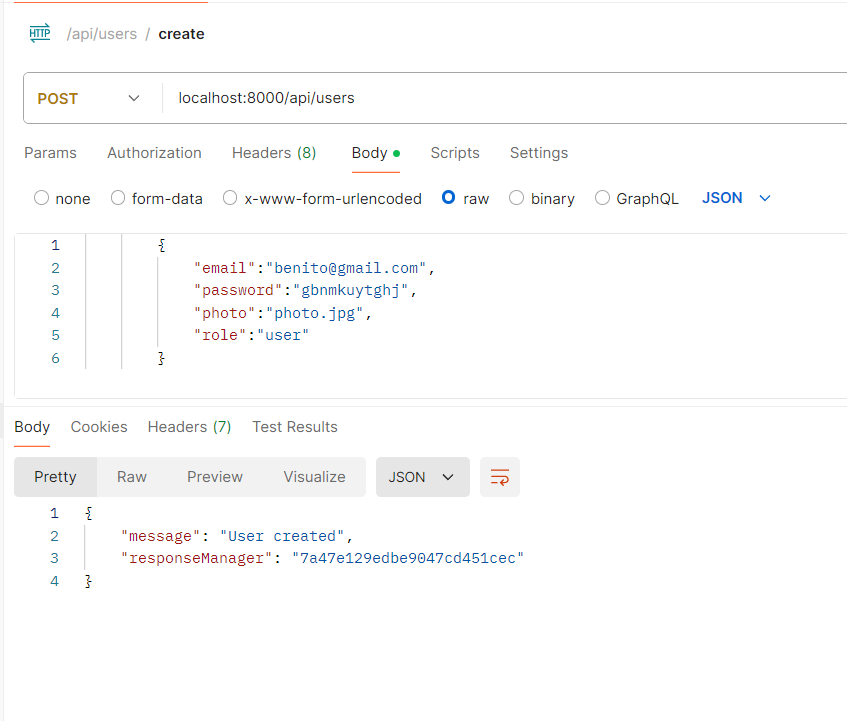 HTTP /api/users / create
POST localhost:8000/api/users
Params Authorization Headers (8) Body Scripts Settings
none form-data x-www-form-urlencoded raw binary GraphQL JSON
1 {
2 "email":"benito@gmail.com",
3 "password":"gbnmkuytghj",
4 "photo":"photo.jpg",
5 "role":"user"
6 }
Body Cookies Headers (7) Test Results
Pretty Raw Preview Visualize JSON
1 {
2 "message": "User created",
3 "responseManager": "7a47e129edbe9047cd451cec"
4 }